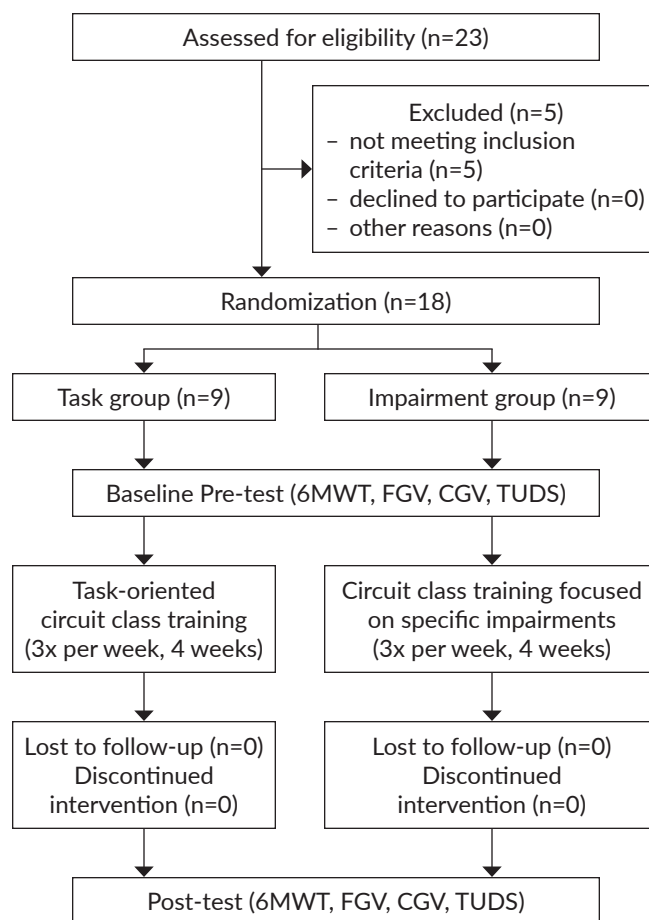 Assessed for eligibility (n=23)
Excluded (n=5)
– not meeting inclusion
criteria (n=5)
– declined to participate (n=0)
– other reasons (n=0)
Randomization (n=18)
Task group (n=9)
Impairment group (n=9)
Baseline Pre-test (6MWT, FGV, CGV, TUDS)
Task-oriented
circuit class training
(3x per week, 4 weeks)
Circuit class training focused
on specific impairments
(3x per week, 4 weeks)
Lost to follow-up (n=0)
Discontinued
intervention (n=0)
Lost to follow-up (n=0)
Discontinued
intervention (n=0)
Post-test (6MWT, FGV, CGV, TUDS)